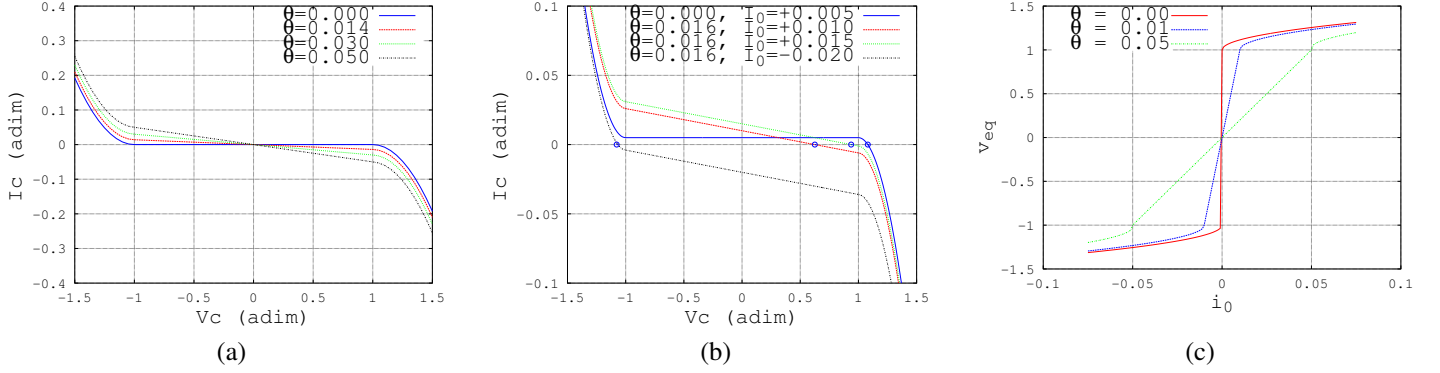 θ=0.000
θ=0.014
θ=0.030
θ=0.050
0.4
0.3
0.2
0.1
0
-0.1
-0.2
-0.3
-0.4
Ic (adim)
-1.5 -1 -0.5 0 0.5 1 1.5
Vc (adim)
(a)
θ=0.000, I₀=+0.005
θ=0.016, I₀=+0.010
θ=0.016, I₀=+0.015
θ=0.016, I₀=-0.020
0.1
0.05
0
-0.05
-0.1
Ic (adim)
-1.5 -1 -0.5 0 0.5 1 1.5
Vc (adim)
(b)
θ = 0.00
θ = 0.01
θ = 0.05
1.5
1
0.5
0
-0.5
-1
-1.5
v_eq
-0.1 -0.05 0 0.05 0.1
i₀
(c)